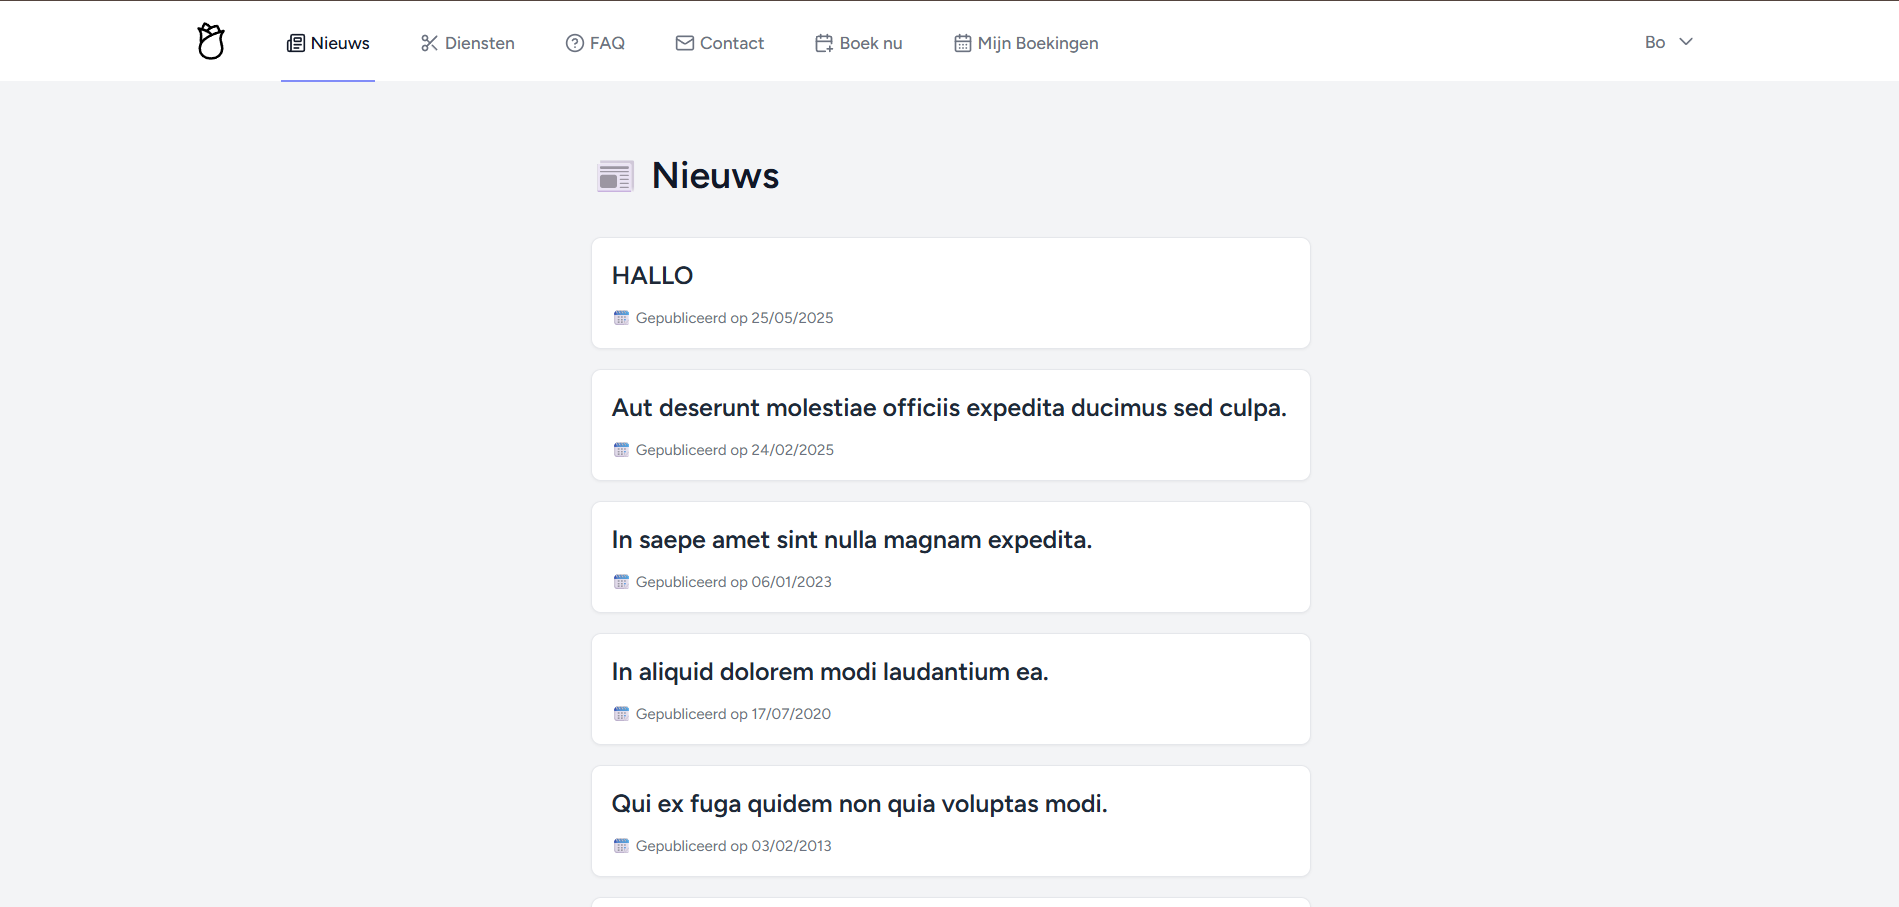 Nieuws Diensten FAQ Contact Boek nu Mijn Boekingen Bo
Nieuws
HALLO
Gepubliceerd op 25/05/2025
Aut deserunt molestiae officiis expedita ducimus sed culpa.
Gepubliceerd op 24/02/2025
In saepe amet sint nulla magnam expedita.
Gepubliceerd op 06/01/2023
In aliquid dolorem modi laudantium ea.
Gepubliceerd op 17/07/2020
Qui ex fuga quidem non quia voluptas modi.
Gepubliceerd op 03/02/2013